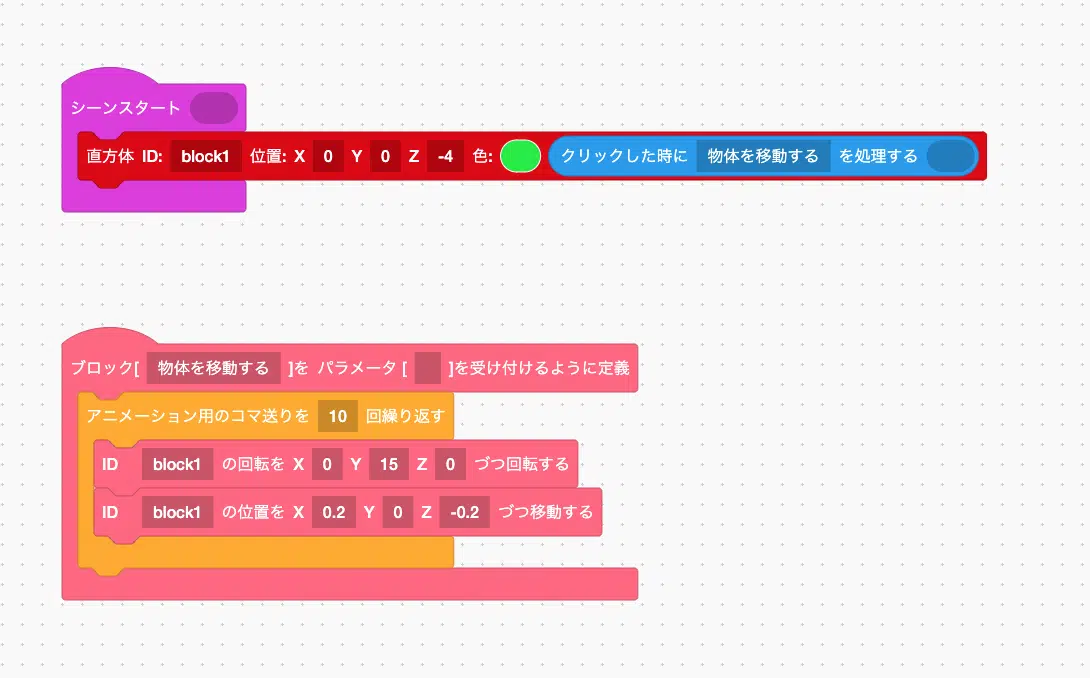 シーンスタート
直方体 ID: block1 位置: X 0 Y 0 Z -4 色: クリックした時に 物体を移動する を処理する
ブロック[ 物体を移動する ]を パラメータ [ ]を受け付けるように定義
アニメーション用のコマ送りを 10 回繰り返す
ID block1 の回転を X 0 Y 15 Z 0 づつ回転する
ID block1 の位置を X 0.2 Y 0 Z -0.2 づつ移動する